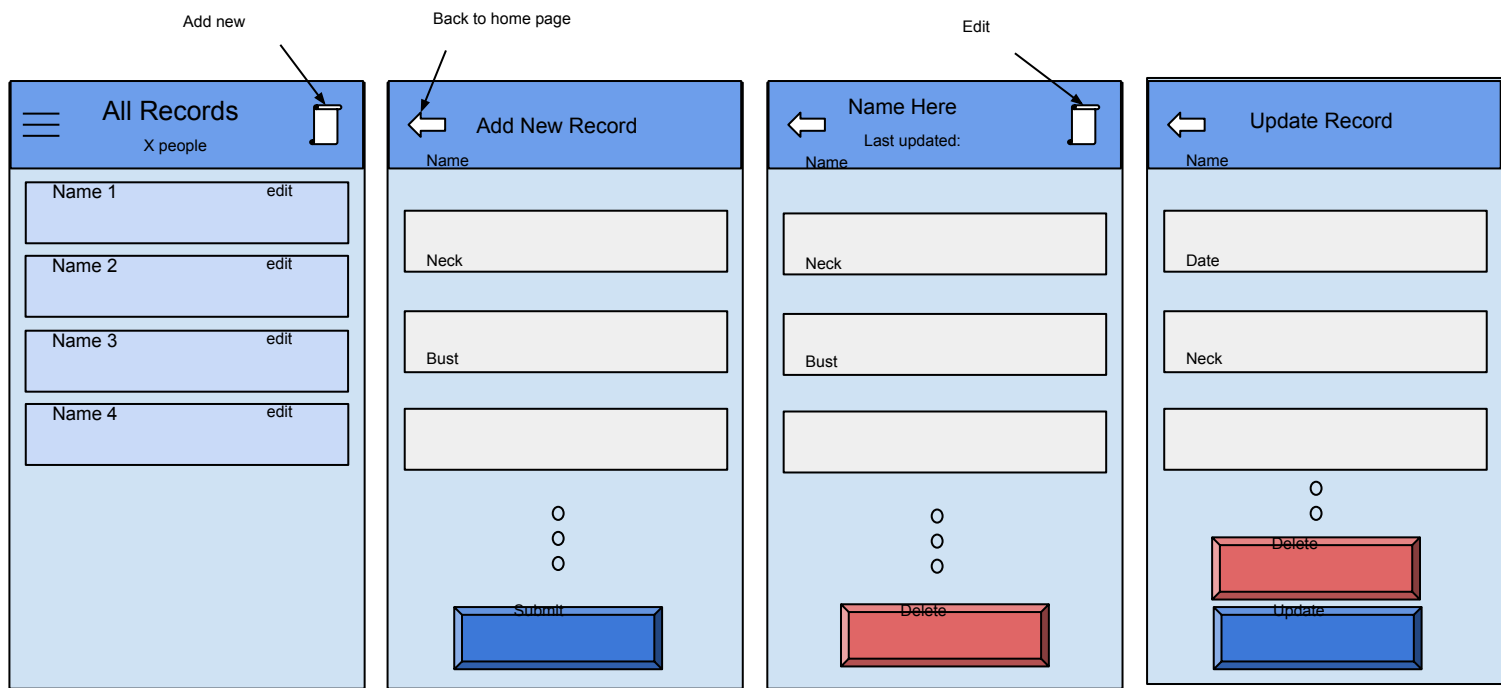 Add new
Back to home page
Edit
All Records
X people
Name 1 edit
Name 2 edit
Name 3 edit
Name 4 edit
Add New Record
Name
Neck
Bust
Submit
Name Here
Last updated:
Name
Neck
Bust
Delete
Update Record
Name
Date
Neck
Delete
Update